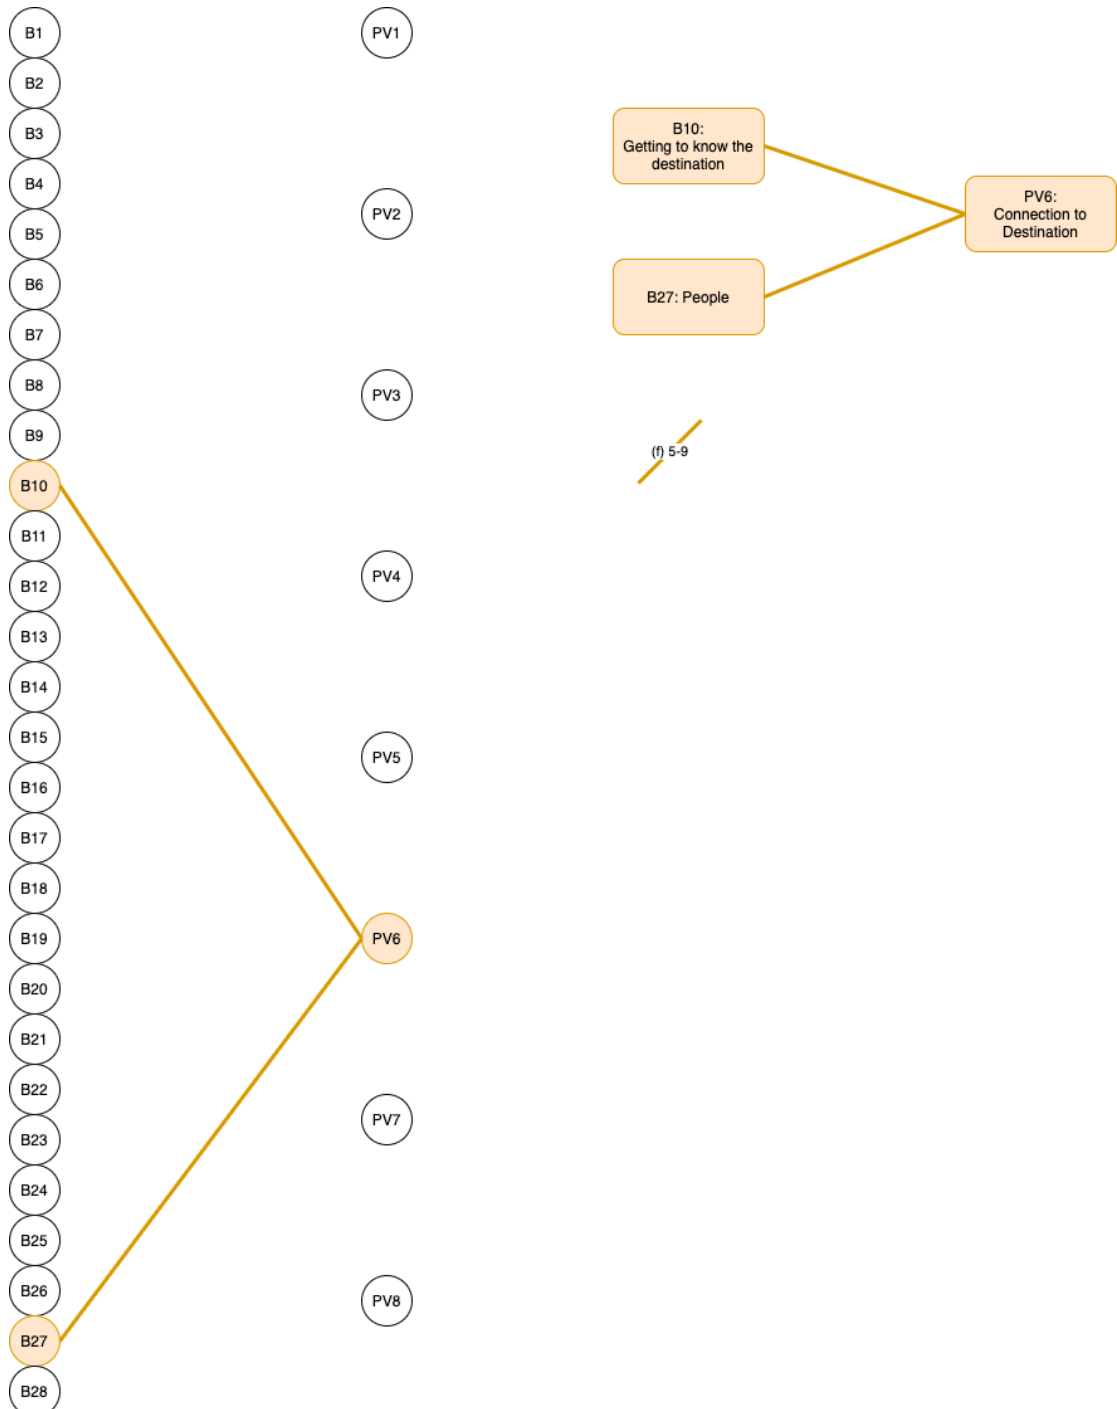 B1
B2
B3
B4
B5
B6
B7
B8
B9
B10
B11
B12
B13
B14
B15
B16
B17
B18
B19
B20
B21
B22
B23
B24
B25
B26
B27
B28
PV1
PV2
PV3
PV4
PV5
PV6
PV7
PV8
B10:
Getting to know the
destination
B27: People
PV6:
Connection to
Destination
(f) 5-9